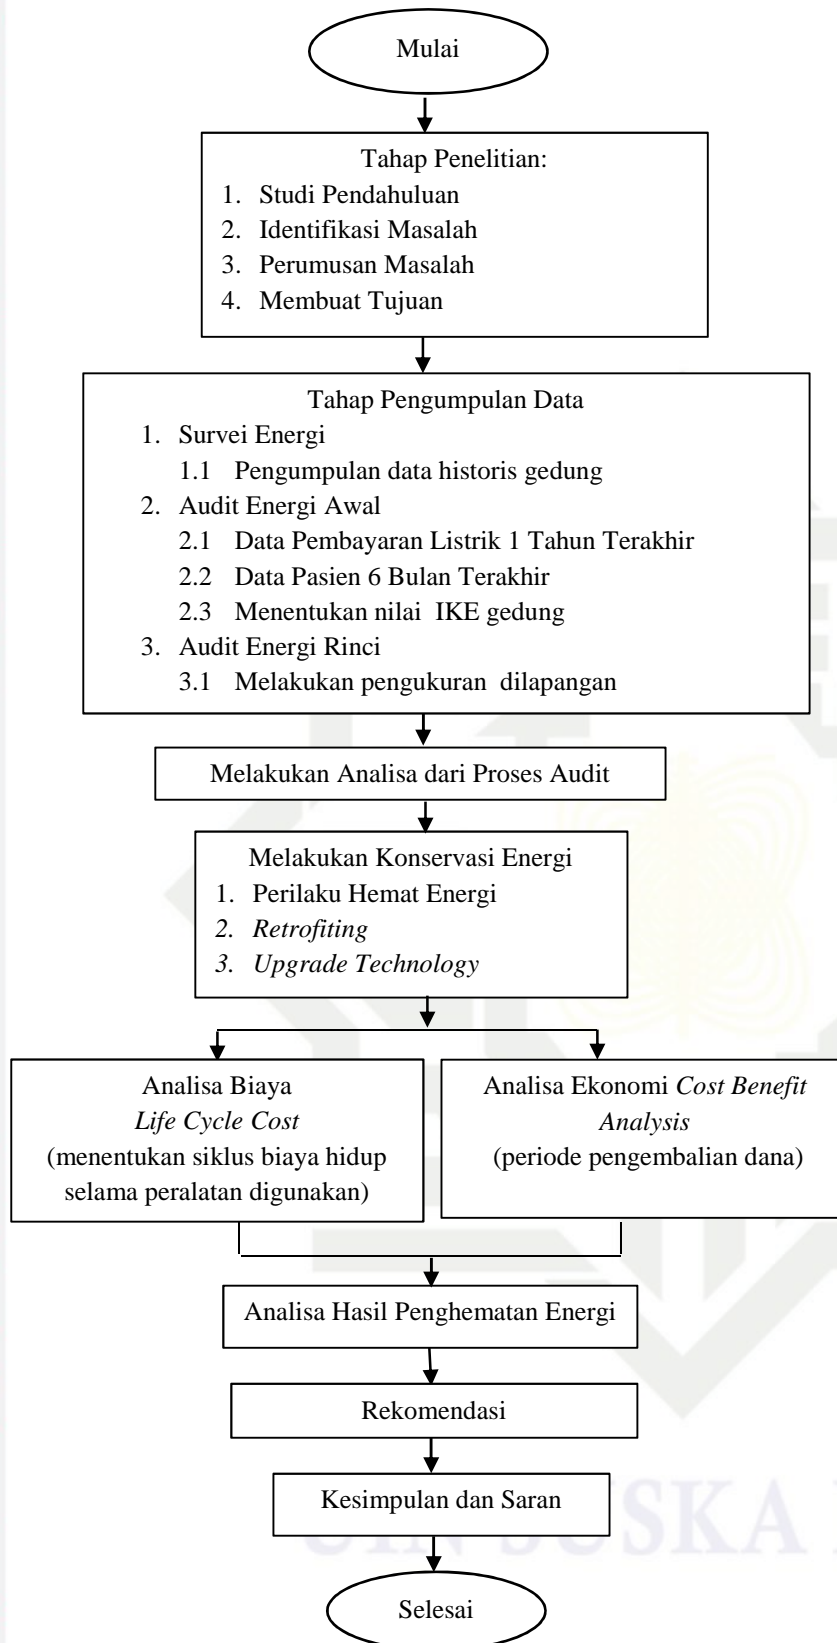 Mulai
Tahap Penelitian:
1. Studi Pendahuluan
2. Identifikasi Masalah
3. Perumusan Masalah
4. Membuat Tujuan
Tahap Pengumpulan Data
1. Survei Energi
1.1 Pengumpulan data historis gedung
2. Audit Energi Awal
2.1 Data Pembayaran Listrik 1 Tahun Terakhir
2.2 Data Pasien 6 Bulan Terakhir
2.3 Menentukan nilai IKE gedung
3. Audit Energi Rinci
3.1 Melakukan pengukuran dilapangan
Melakukan Analisa dari Proses Audit
Melakukan Konservasi Energi
1. Perilaku Hemat Energi
2. Retrofiting
3. Upgrade Technology
Analisa Biaya
Life Cycle Cost
(menentukan siklus biaya hidup
selama peralatan digunakan)
Analisa Ekonomi Cost Benefit
Analysis
(periode pengembalian dana)
Analisa Hasil Penghematan Energi
Rekomendasi
Kesimpulan dan Saran
UIN SUSKA
Selesai